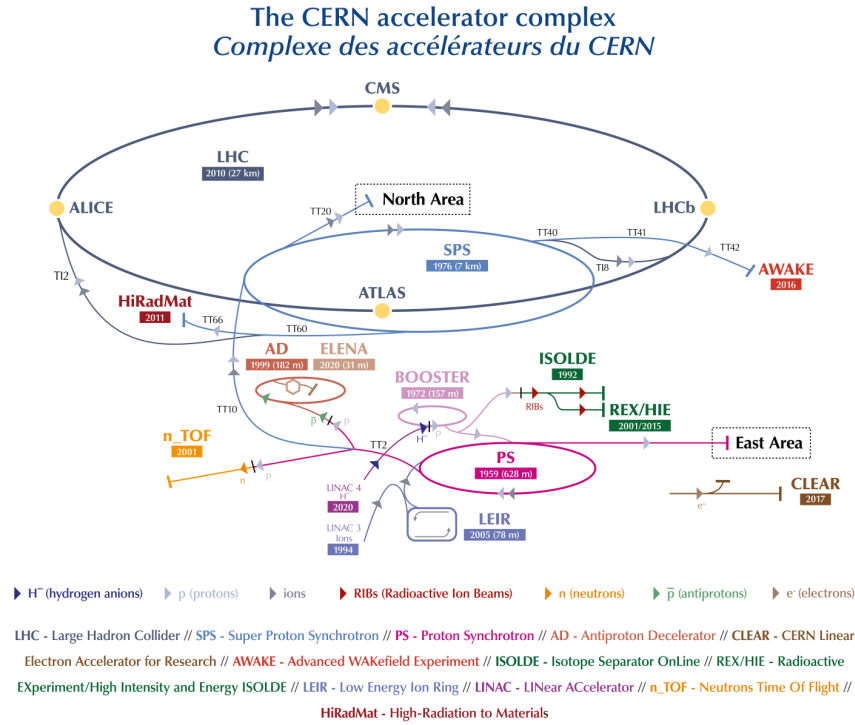 The CERN accelerator complex
Complexe des accélérateurs du CERN
CMS
LHC
2010 (27 km)
ALICE
TT20
North Area
LHCb
TT40
TT41
SPS
1976 (7 km)
TI8
TT42
AWAKE
2016
TI2
ATLAS
HiRadMat
2011
TT66
TT60
AD
1999 (182 m)
ELENA
2020 (31 m)
BOOSTER
1972 (157 m)
ISOLDE
1992
RIBs
REX/HIE
2001/2015
TT10
p̅
p
TT2
H⁻
p
n_TOF
2001
n
p
East Area
PS
1959 (628 m)
LINAC 4
H⁻
2020
CLEAR
2017
e⁻
LINAC 3
Ions
1994
LEIR
2005 (78 m)
H⁻ (hydrogen anions)
p (protons)
ions
RIBs (Radioactive Ion Beams)
n (neutrons)
p̅ (antiprotons)
e⁻ (electrons)
LHC - Large Hadron Collider // SPS - Super Proton Synchrotron // PS - Proton Synchrotron // AD - Antiproton Decelerator // CLEAR - CERN Linear
Electron Accelerator for Research // AWAKE - Advanced WAKefield Experiment // ISOLDE - Isotope Separator OnLine // REX/HIE - Radioactive
EXperiment/High Intensity and Energy ISOLDE // LEIR - Low Energy Ion Ring // LINAC - LINear ACcelerator // n_TOF - Neutrons Time Of Flight //
HiRadMat - High-Radiation to Materials